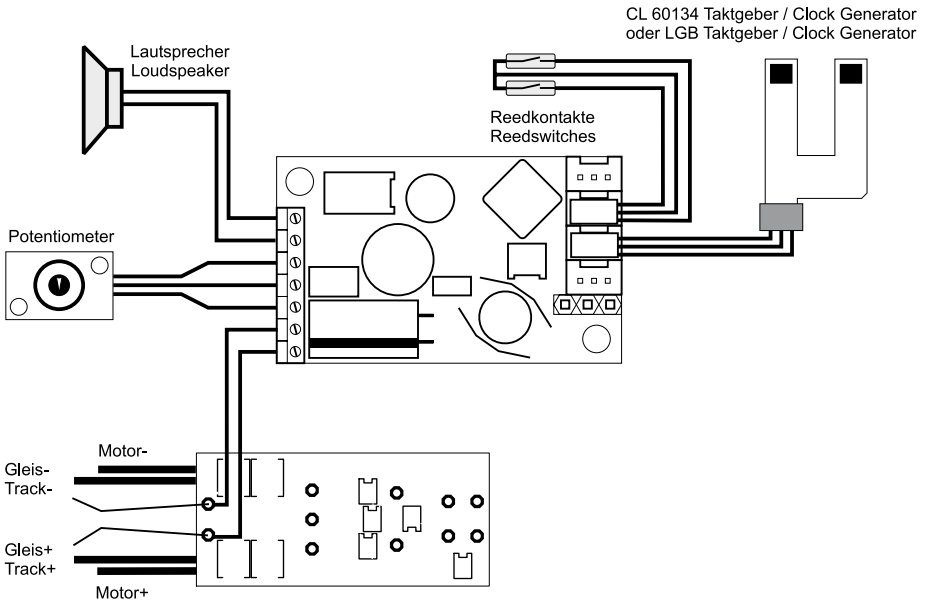 CL 60134 Taktgeber / Clock Generator
oder LGB Taktgeber / Clock Generator
Lautsprecher
Loudspeaker
Reedkontakte
Reedswitches
Potentiometer
Motor-
Gleis-
Track-
Gleis+
Track+
Motor+